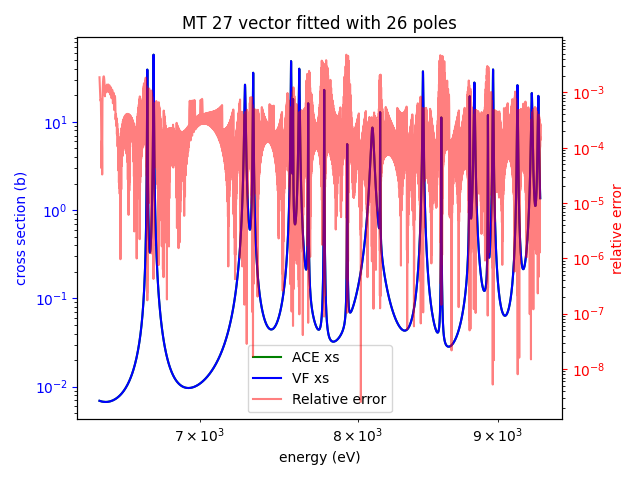 MT 27 vector fitted with 26 poles
cross section (b)
10¹
10⁰
10⁻¹
10⁻²
10⁻³
10⁻⁴
10⁻⁵
10⁻⁶
10⁻⁷
10⁻⁸
relative error
ACE xs
VF xs
Relative error
7 × 10³ 8 × 10³ 9 × 10³
energy (eV)